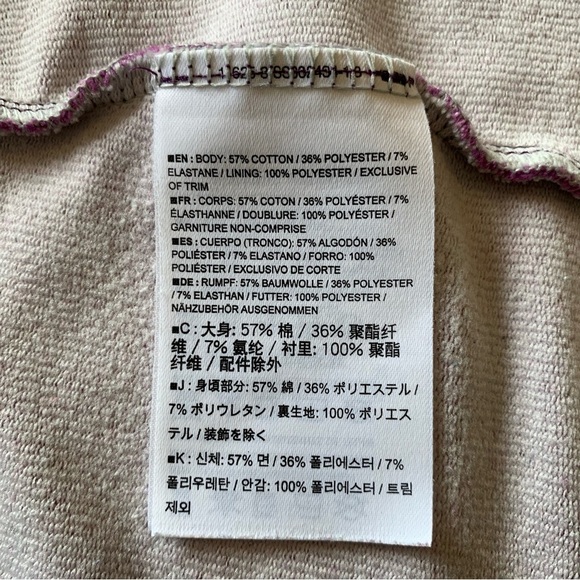 ■EN : BODY: 57% COTTON / 36% POLYESTER / 7%
ELASTANE / LINING: 100% POLYESTER / EXCLUSIVE
OF TRIM
■FR : CORPS: 57% COTON / 36% POLYÉSTER / 7%
ÉLASTHANNE / DOUBLURE: 100% POLYESTER /
GARNITURE NON-COMPRISE
■ES : CUERPO (TRONCO): 57% ALGODÓN / 36%
POLIÉSTER / 7% ELASTANO / FORRO: 100%
POLIÉSTER / EXCLUSIVO DE CORTE
■DE : RUMPF: 57% BAUMWOLLE / 36% POLYESTER
/ 7% ELASTHAN / FUTTER: 100% POLYESTER /
NÄHZUBEHÖR AUSGENOMMEN
■C : 大身: 57% 棉 / 36% 聚酯纤
维 / 7% 氨纶 / 衬里: 100% 聚酯
纤维 / 配件除外
■J : 身頃部分: 57% 綿 / 36% ポリエステル /
7% ポリウレタン / 裏生地: 100% ポリエス
テル / 装飾を除く
■K : 신체: 57% 면 / 36% 폴리에스터 / 7%
폴리우레탄 / 안감: 100% 폴리에스터 / 트림
제외